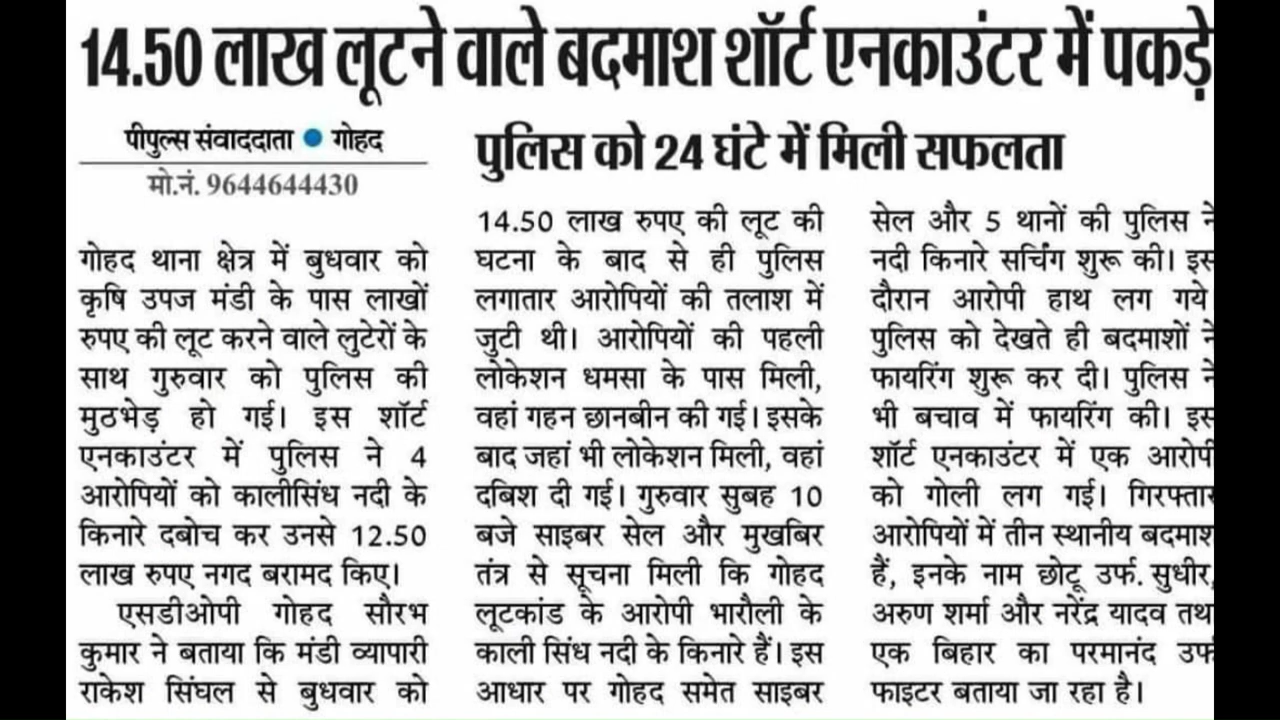 14.50 लाख लूटने वाले बदमाश शॉर्ट एनकाउंटर में पकड़े
पीपुल्स संवाददाता ● गोहद
मो.नं. 9644644430
गोहद थाना क्षेत्र में बुधवार को
कृषि उपज मंडी के पास लाखों
रुपए की लूट करने वाले लुटेरों के
साथ गुरुवार को पुलिस की
मुठभेड़ हो गई। इस शॉर्ट
एनकाउंटर में पुलिस ने 4
आरोपियों को कालीसिंध नदी के
किनारे दबोच कर उनसे 12.50
लाख रुपए नगद बरामद किए।
एसडीओपी गोहद सौरभ
कुमार ने बताया कि मंडी व्यापारी
राकेश सिंघल से बुधवार को
पुलिस को 24 घंटे में मिली सफलता
14.50 लाख रुपए की लूट की
घटना के बाद से ही पुलिस
लगातार आरोपियों की तलाश में
जुटी थी। आरोपियों की पहली
लोकेशन धमसा के पास मिली,
वहां गहन छानबीन की गई। इसके
बाद जहां भी लोकेशन मिली, वहां
दबिश दी गई। गुरुवार सुबह 10
बजे साइबर सेल और मुखबिर
तंत्र से सूचना मिली कि गोहद
लूटकांड के आरोपी भारौली के
काली सिंध नदी के किनारे हैं। इस
आधार पर गोहद समेत साइबर
सेल और 5 थानों की पुलिस ने
नदी किनारे सर्चिंग शुरू की। इस
दौरान आरोपी हाथ लग गये
पुलिस को देखते ही बदमाशों ने
फायरिंग शुरू कर दी। पुलिस ने
भी बचाव में फायरिंग की। इस
शॉर्ट एनकाउंटर में एक आरोपी
को गोली लग गई। गिरफ्तार
आरोपियों में तीन स्थानीय बदमाश
हैं, इनके नाम छोटू उर्फ. सुधीर,
अरुण शर्मा और नरेंद्र यादव तथ
एक बिहार का परमानंद उर्फ
फाइटर बताया जा रहा है।